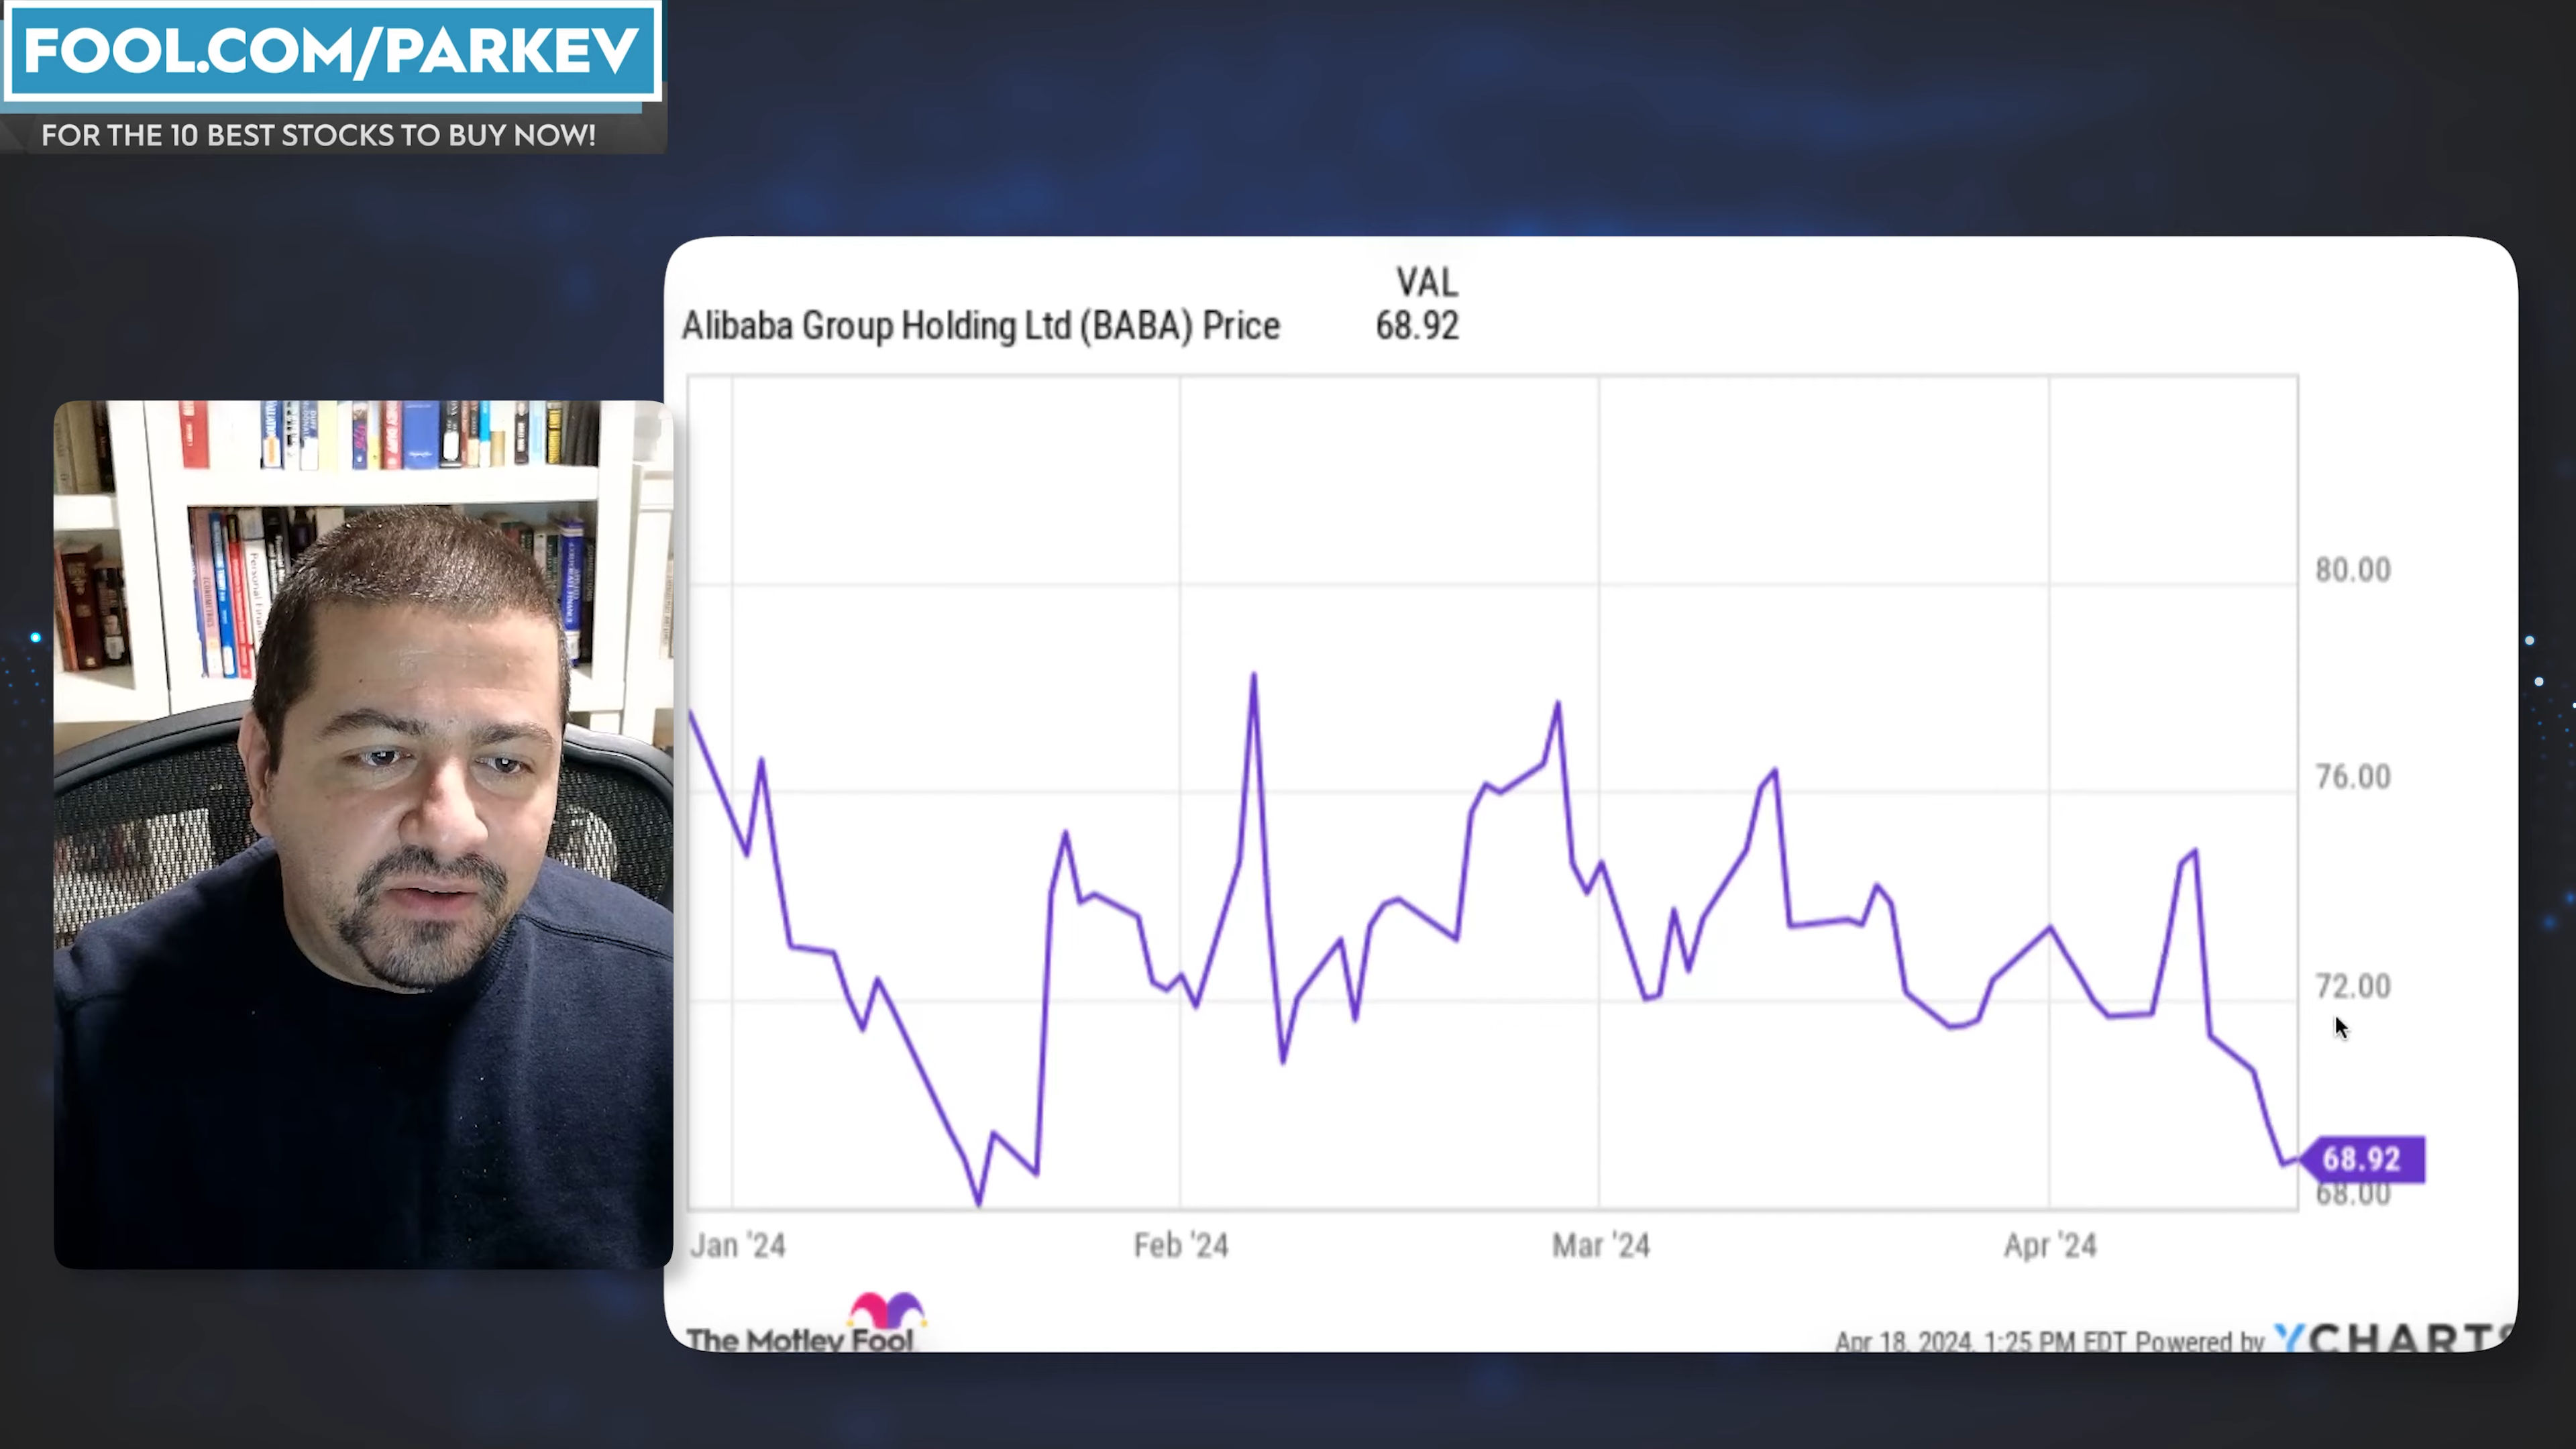 FOOL.COM/PARKEV
FOR THE 10 BEST STOCKS TO BUY NOW!
VAL
Alibaba Group Holding Ltd (BABA) Price 68.92
80.00
76.00
72.00
68.92
68.00
Jan '24 Feb '24 Mar '24 Apr '24
The Motley Fool
Apr 18, 2024, 1:25 PM EDT Powered by YCHARTS
Personal Finan